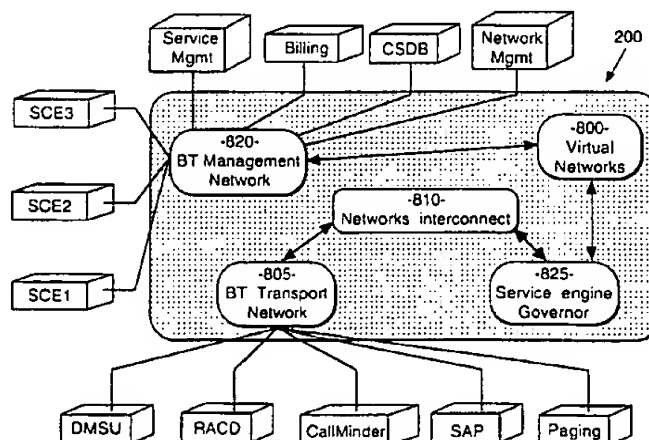 Service
Mgmt
Billing
CSDB
Network
Mgmt
200
SCE3
-820-
BT Management
Network
-800-
Virtual
Networks
SCE2
-810-
Networks interconnect
-805-
BT Transport
Network
-825-
Service engine
Governor
SCE1
DMSU
RACD
CallMinder
SAP
Paging